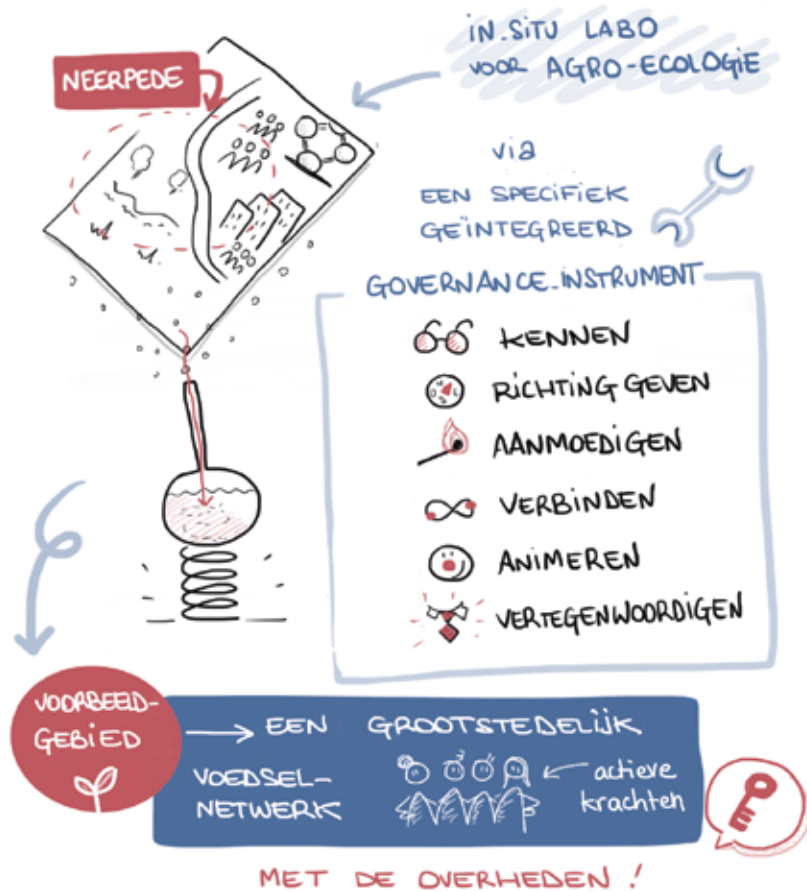 NEERPEDE
IN-SITU LABO
VOOR AGRO-ECOLOGIE
via
EEN SPECIFIEK
GEÏNTEGREERD
GOVERNANCE-INSTRUMENT
KENNEN
RICHTING GEVEN
AANMOEDIGEN
VERBINDEN
ANIMEREN
VERTEGENWOORDIGEN
VOORBEELD-
GEBIED
EEN GROOTSTEDELIJK
VOEDSEL-
NETWERK
actieve
krachten
MET DE OVERHEDEN !